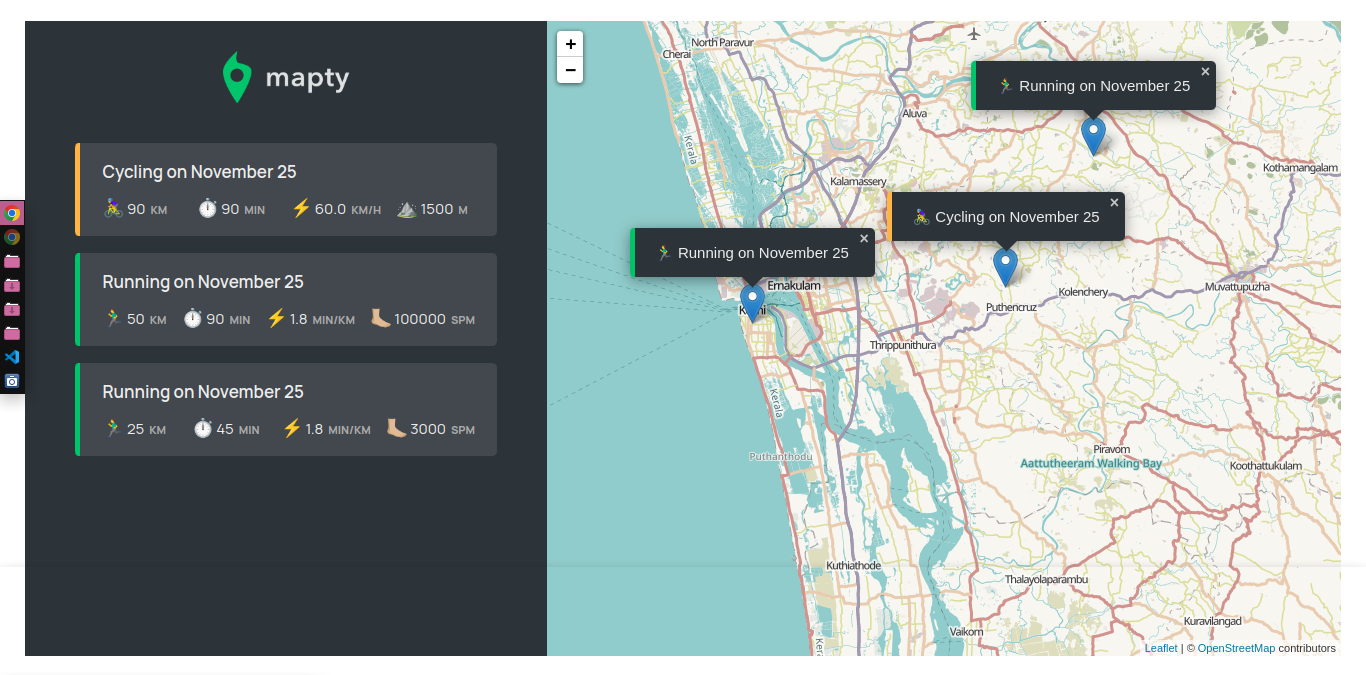 mapty
Cycling on November 25
🚴‍♀️ 90 KM ⏱ 90 MIN ⚡️ 60.0 KM/H ⛰ 1500 M
Running on November 25
🏃‍♂️ 50 KM ⏱ 90 MIN ⚡️ 1.8 MIN/KM 🦶🏼 100000 SPM
Running on November 25
🏃‍♂️ 25 KM ⏱ 45 MIN ⚡️ 1.8 MIN/KM 🦶🏼 3000 SPM
+
−
North Paravur
Cherai
🏃‍♂️ Running on November 25 ×
Aluva
Kerala
Kothamangalam
Kalamassery
🚴‍♀️ Cycling on November 25 ×
🏃‍♂️ Running on November 25 ×
Ernakulam
Muvattupuzha
Kolenchery
Puthencruz
Thrippunithura
Kerala
Piravom
Puthanthodu
Aattutheeram Walking Bay
Koothattukulam
Kuthiathode
Thalayolaparambu
Kuravilangad
Vaikom
Leaflet | © OpenStreetMap contributors